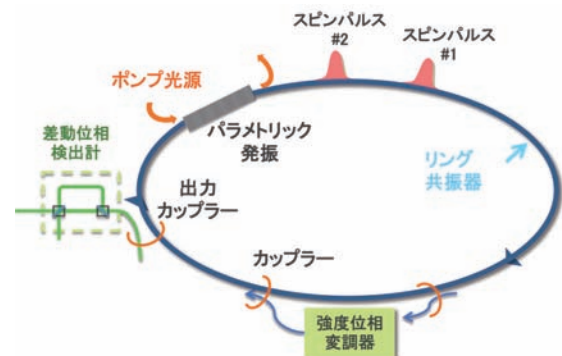 スピンパルス
#2
スピンパルス
#1
ポンプ光源
パラメトリック
発振
差動位相
検出計
リング
共振器
出力
カップラー
カップラー
強度位相
変調器